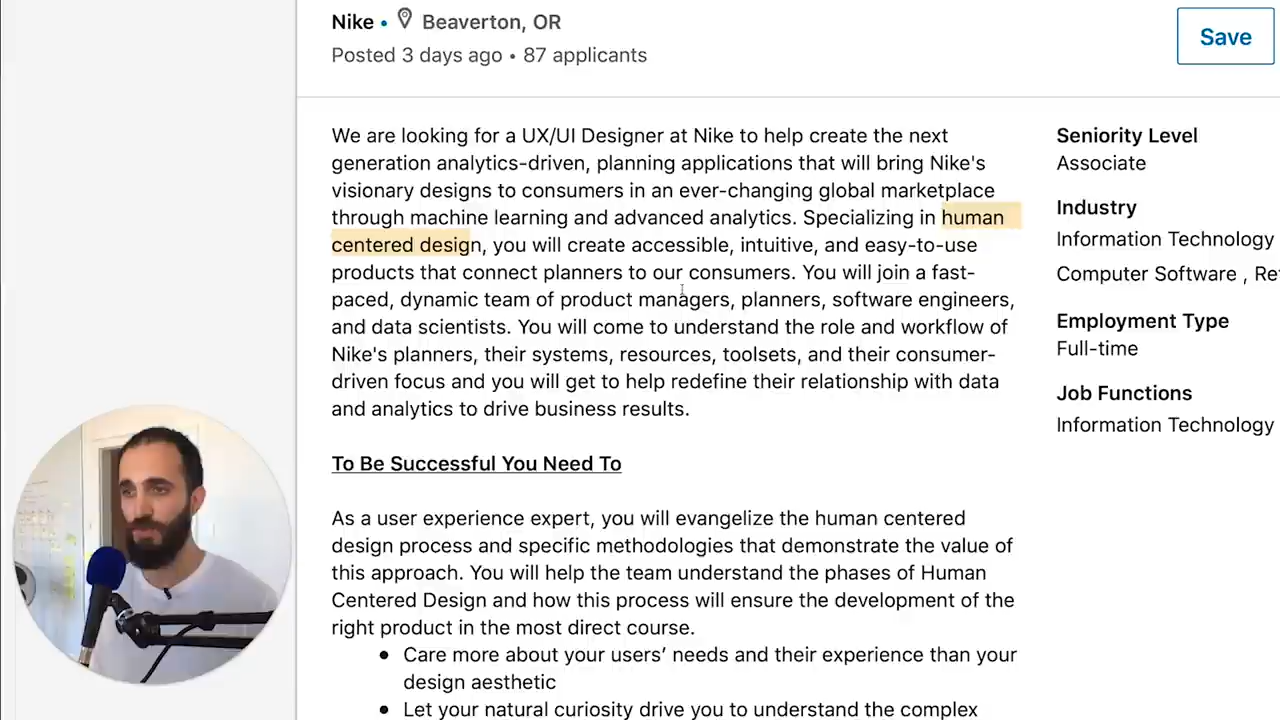 Nike • Beaverton, OR
Save
Posted 3 days ago • 87 applicants
We are looking for a UX/UI Designer at Nike to help create the next
generation analytics-driven, planning applications that will bring Nike's
visionary designs to consumers in an ever-changing global marketplace
through machine learning and advanced analytics. Specializing in human
centered design, you will create accessible, intuitive, and easy-to-use
products that connect planners to our consumers. You will join a fast-
paced, dynamic team of product managers, planners, software engineers,
and data scientists. You will come to understand the role and workflow of
Nike's planners, their systems, resources, toolsets, and their consumer-
driven focus and you will get to help redefine their relationship with data
and analytics to drive business results.
To Be Successful You Need To
As a user experience expert, you will evangelize the human centered
design process and specific methodologies that demonstrate the value of
this approach. You will help the team understand the phases of Human
Centered Design and how this process will ensure the development of the
right product in the most direct course.
• Care more about your users’ needs and their experience than your
design aesthetic
• Let your natural curiosity drive you to understand the complex
Seniority Level
Associate
Industry
Information Technology
Computer Software , Re
Employment Type
Full-time
Job Functions
Information Technology